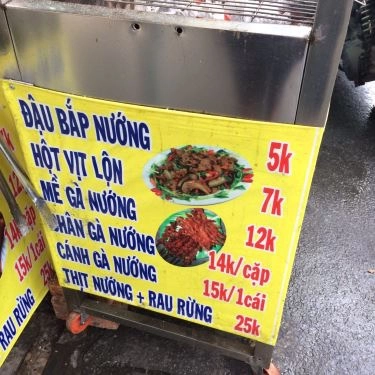 ĐẬU BẮP NƯỚNG 5k
HỘT VỊT LỘN 7k
MỀ GÀ NƯỚNG 12k
CHÂN GÀ NƯỚNG 14k/cặp
CÁNH GÀ NƯỚNG 15k/1cái
THỊT NƯỚNG + RAU RỪNG 25k
15k/1cái
25k
RAU RỪNG